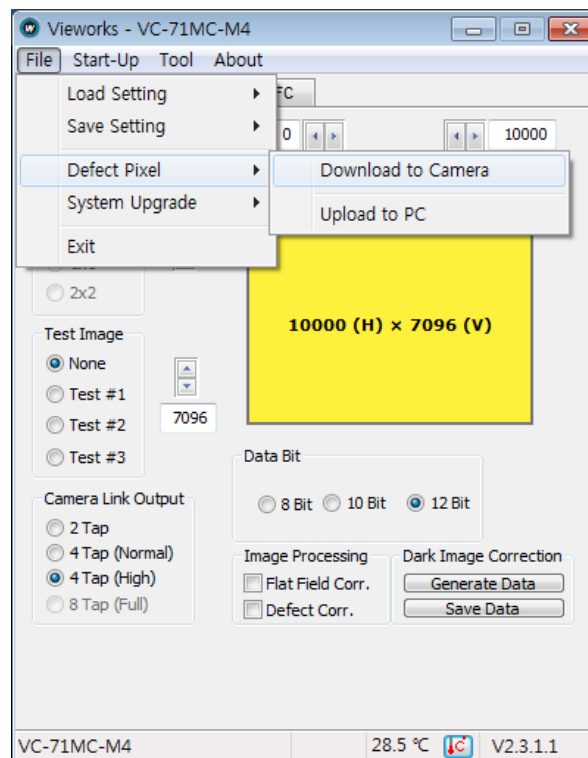 Vieworks - VC-71MC-M4
File Start-Up Tool About
Load Setting
FC
Save Setting
0
10000
Defect Pixel
Download to Camera
System Upgrade
Upload to PC
Exit
2x2
10000 (H) × 7096 (V)
Test Image
None
Test #1
7096
Test #2
Test #3
Data Bit
8 Bit 10 Bit 12 Bit
Camera Link Output
2 Tap
4 Tap (Normal)
4 Tap (High)
8 Tap (Full)
Image Processing
Flat Field Corr.
Defect Corr.
Dark Image Correction
Generate Data
Save Data
VC-71MC-M4 28.5 ℃ V2.3.1.1